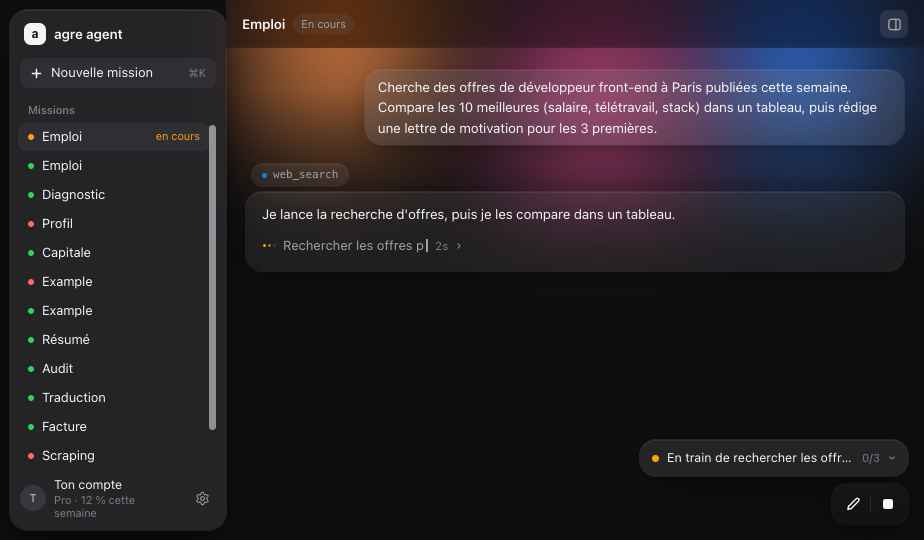 a agre agent
Nouvelle mission ⌘K
Missions
Emploi en cours
Emploi
Diagnostic
Profil
Capitale
Example
Example
Résumé
Audit
Traduction
Facture
Scraping
T
Ton compte
Pro · 12 % cette
semaine
Emploi En cours
Cherche des offres de développeur front-end à Paris publiées cette semaine.
Compare les 10 meilleures (salaire, télétravail, stack) dans un tableau, puis rédige
une lettre de motivation pour les 3 premières.
web_search
Je lance la recherche d'offres, puis je les compare dans un tableau.
Rechercher les offres p 2s
En train de rechercher les offr... 0/3